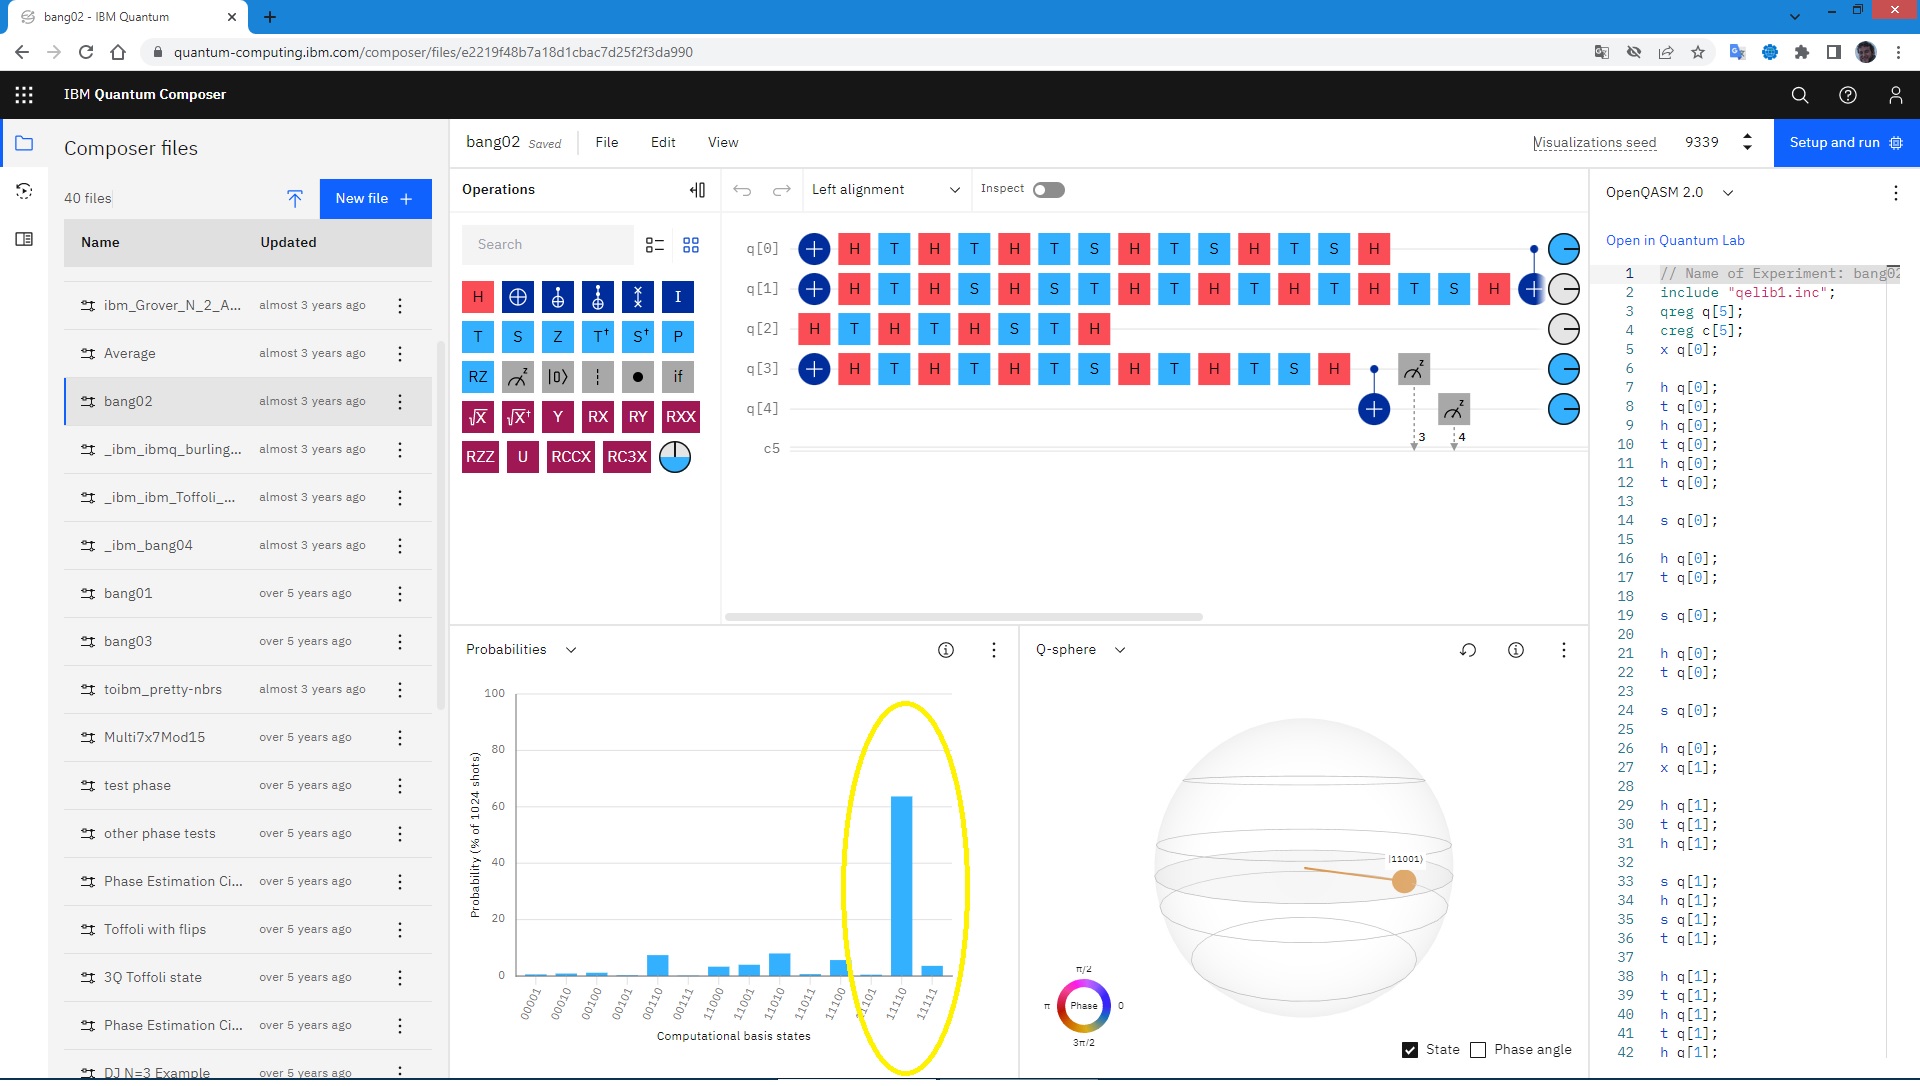 bang02 - IBM Quantum
quantum-computing.ibm.com/composer/files/e2219f48b7a18d1cbac7d25f2f3da990
IBM Quantum Composer
Composer files
40 files
New file
Name Updated
ibm_Grover_N_2_A... almost 3 years ago
Average almost 3 years ago
bang02 almost 3 years ago
_ibm_ibmq_burling... almost 3 years ago
_ibm_ibm_Toffoli_... almost 3 years ago
_ibm_bang04 almost 3 years ago
bang01 over 5 years ago
bang03 over 5 years ago
toibm_pretty-nbrs almost 3 years ago
Multi7x7Mod15 over 5 years ago
test phase over 5 years ago
other phase tests over 5 years ago
Phase Estimation Ci... over 5 years ago
Toffoli with flips over 5 years ago
3Q Toffoli state over 5 years ago
Phase Estimation Ci... over 5 years ago
DJ N=3 Example over 5 years ago
bang02 Saved File Edit View
Visualizations seed 9339
Setup and run
Operations
Search
H I
T S Z T† S† P
RZ z |0⟩ if
√X √X† Y RX RY RXX
RZZ U RCCX RC3X
Left alignment Inspect
q[0] H T H T H T S H T S H T S H
q[1] H T H S H S T H T H T H T H T S H
q[2] H T H T H S T H
q[3] H T H T H T S H T H T S H z
q[4] z
c5 3 4
OpenQASM 2.0
Open in Quantum Lab
1 // Name of Experiment: bang02
2 include "qelib1.inc";
3 qreg q[5];
4 creg c[5];
5 x q[0];
6
7 h q[0];
8 t q[0];
9 h q[0];
10 t q[0];
11 h q[0];
12 t q[0];
13
14 s q[0];
15
16 h q[0];
17 t q[0];
18
19 s q[0];
20
21 h q[0];
22 t q[0];
23
24 s q[0];
25
26 h q[0];
27 x q[1];
28
29 h q[1];
30 t q[1];
31 h q[1];
32
33 s q[1];
34 h q[1];
35 s q[1];
36 t q[1];
37
38 h q[1];
39 t q[1];
40 h q[1];
41 t q[1];
42 h q[1];
Probabilities
Probability (% of 1024 shots)
100
80
60
40
20
0
00001 00010 00100 00101 00110 00111 11000 11001 11010 11011 11100 11101 11110 11111
Computational basis states
Q-sphere
|11001⟩
π/2
π Phase 0
3π/2
State Phase angle